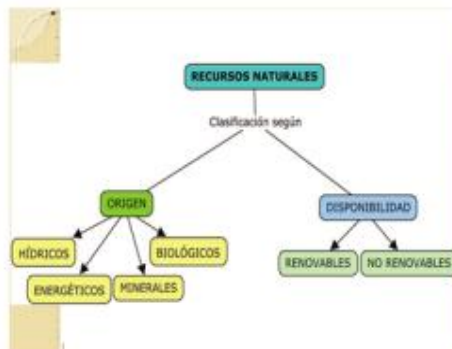 RECURSOS NATURALES
Clasificación según
ORIGEN
DISPONIBILIDAD
HÍDRICOS
BIOLÓGICOS
ENERGÉTICOS
MINERALES
RENOVABLES
NO RENOVABLES